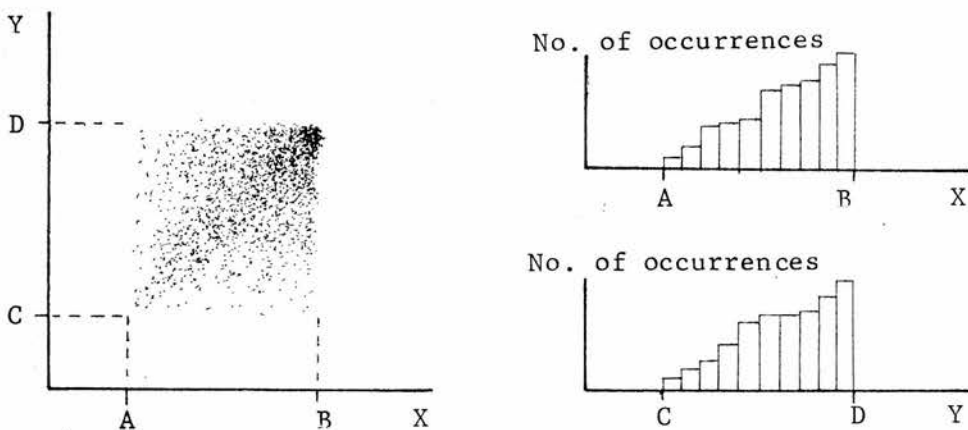 Y
D
C
A B X
No. of occurrences
A B X
No. of occurrences
C D Y